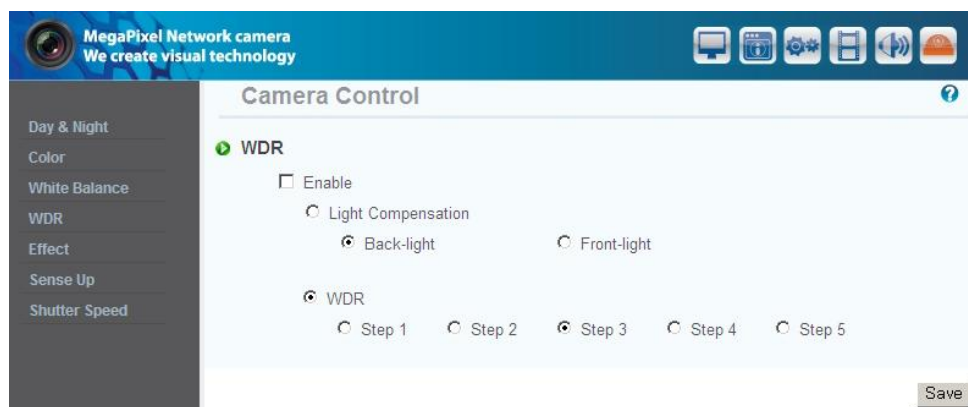 MegaPixel Network camera
We create visual technology
Camera Control
?
Day & Night
Color
White Balance
WDR
Effect
Sense Up
Shutter Speed
WDR
Enable
Light Compensation
Back-light Front-light
WDR
Step 1 Step 2 Step 3 Step 4 Step 5
Save